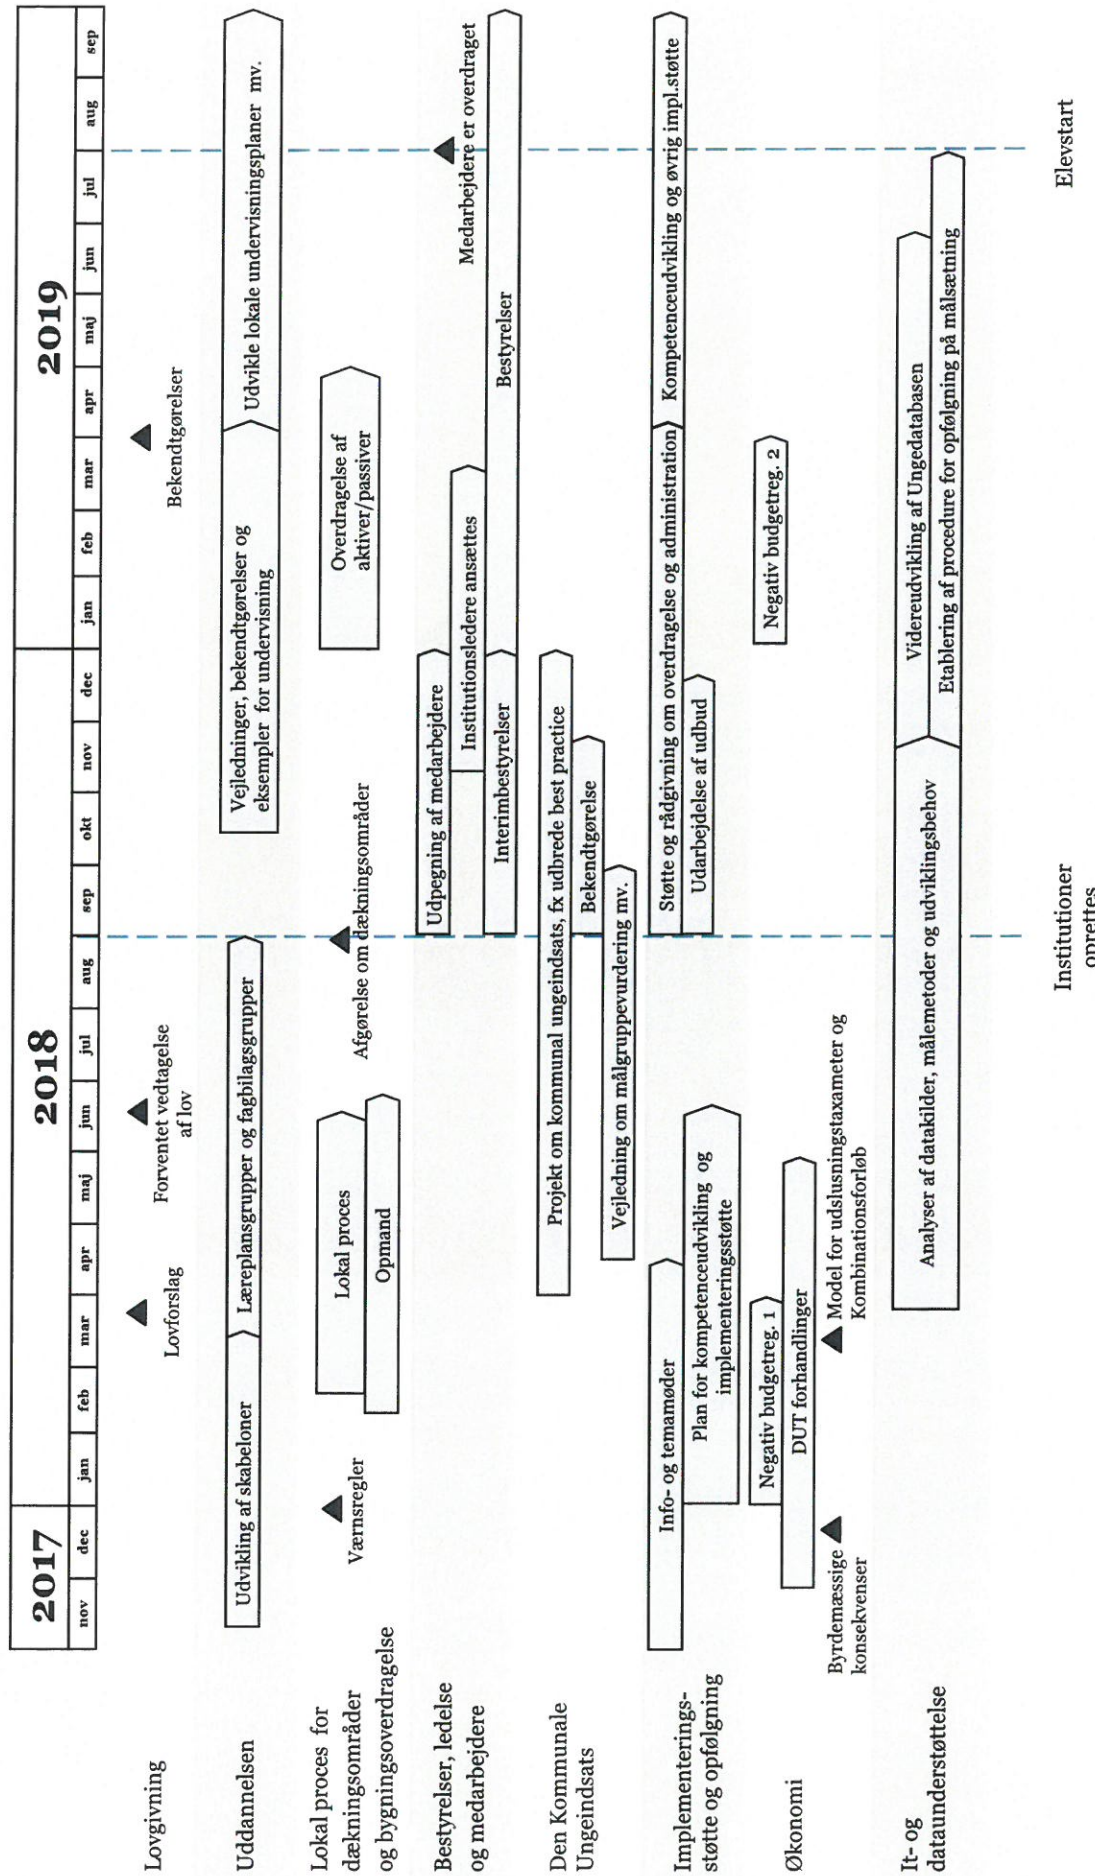 2017
2018
2019
nov
dec
jan
feb
mar
apr
maj
jun
jul
aug
sep
okt
nov
dec
jan
feb
mar
apr
maj
jun
jul
aug
sep
Lovgivning
Lovforslag
Forventet vedtagelse
af lov
Bekendtgørelser
Uddannelsen
Udvikling af skabeloner
Læreplansgrupper og fagbilagsgrupper
Vejledninger, bekendtgørelser og
eksempler for undervisning
Udvikle lokale undervisningsplaner mv.
Lokal proces for
dækningsområder
og bygningsoverdragelse
Værnsregler
Lokal proces
Opmand
Afgørelse om dækningsområder
Overdragelse af
aktiver/passiver
Bestyrelser, ledelse
og medarbejdere
Udpegning af medarbejdere
Institutionsledere ansættes
Interimbestyrelser
Bestyrelser
Medarbejdere er overdraget
Den Kommunale
Ungeindsats
Projekt om kommunal ungeindsats, fx udbrede best practice
Bekendtgørelse
Vejledning om målgruppevurdering mv.
Implementerings-
støtte og opfølgning
Info- og temamøder
Plan for kompetenceudvikling og
implementeringsstøtte
Støtte og rådgivning om overdragelse og administration
Udarbejdelse af udbud
Kompetenceudvikling og øvrig impl.støtte
Økonomi
Negativ budgetreg. 1
DUT forhandlinger
Negativ budgetreg. 2
Byrdemæssige
konsekvenser
Model for udslusningstaxameter og
Kombinationsforløb
It- og
dataunderstøttelse
Analyser af datakilder, målemetoder og udviklingsbehov
Videreudvikling af Ungedatabasen
Etablering af procedure for opfølgning på målsætning
Institutioner
oprettes
Elevstart